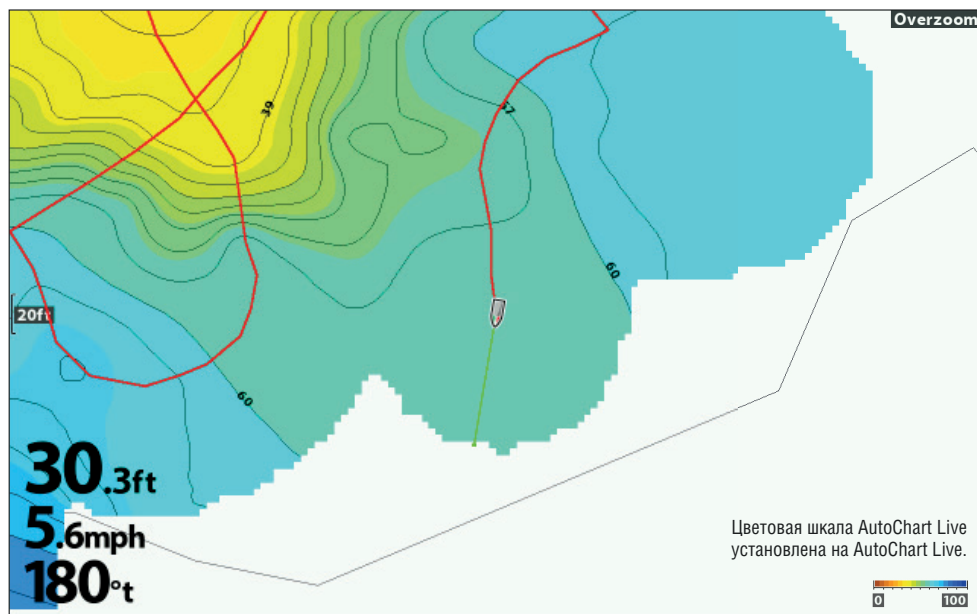 Overzoom
39
57
60
20ft
60
30.3ft
5.6mph
180°t
Цветовая шкала AutoChart Live
установлена на AutoChart Live.
0 100